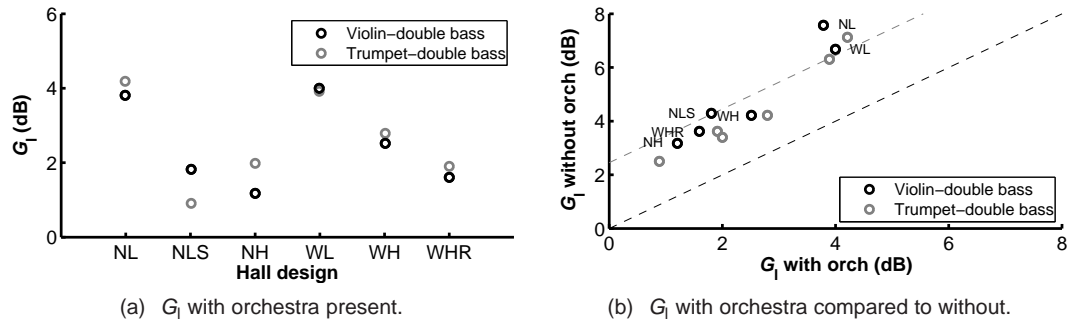 6
4
2
0
G_l (dB)
NL NLS NH WL WH WHR
Hall design
Violin−double bass
Trumpet−double bass
(a) G_l with orchestra present.
8
6
4
2
0
G_l without orch (dB)
NL
WL
NLS
WH
WHR
NH
Violin−double bass
Trumpet−double bass
0 2 4 6 8
G_l with orch (dB)
(b) G_l with orchestra compared to without.